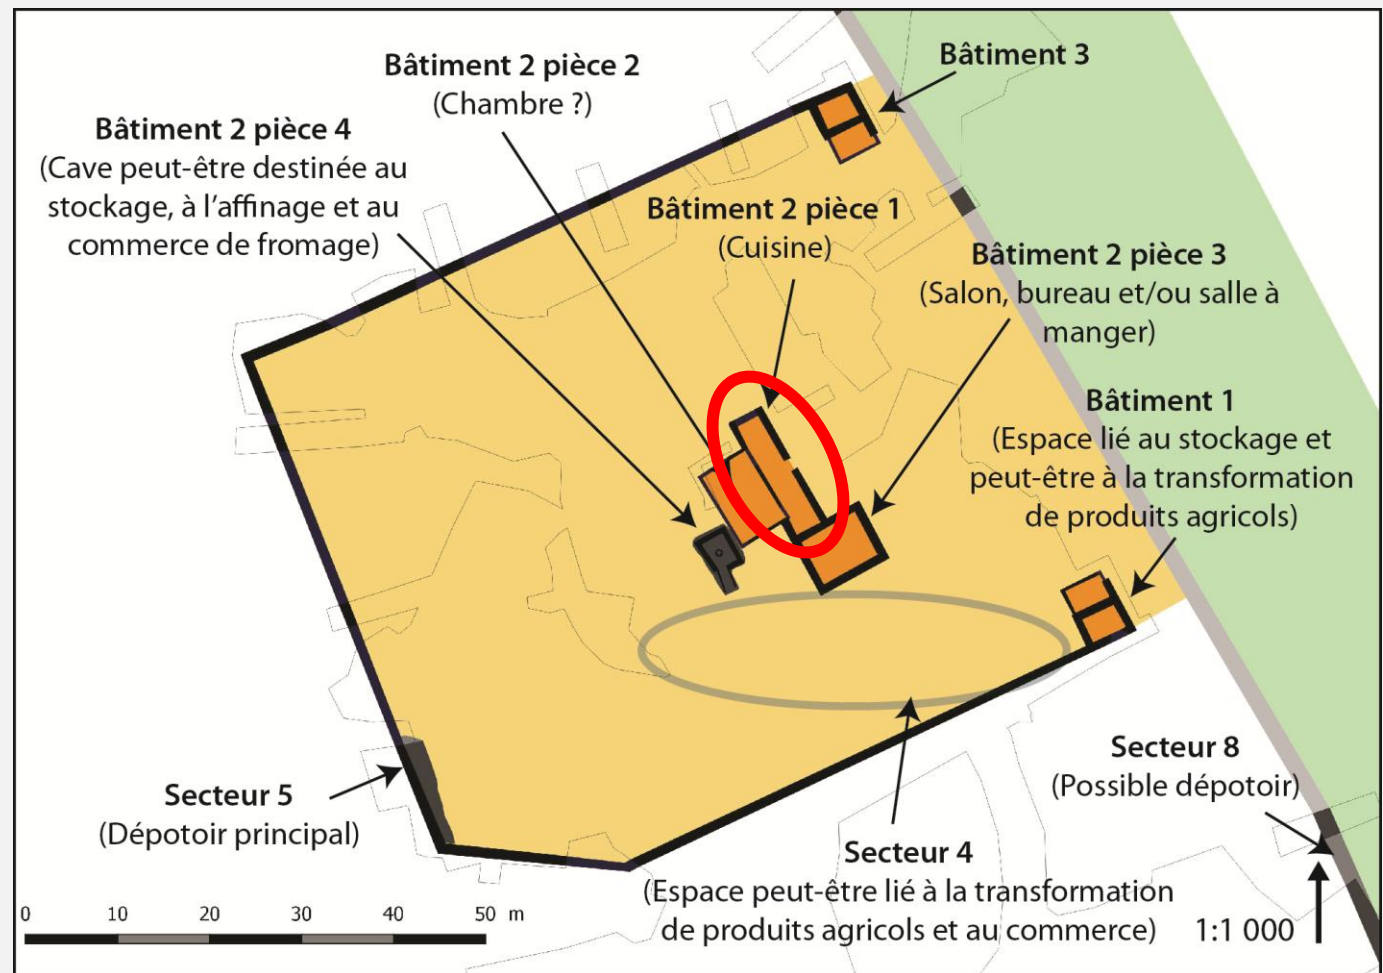 Bâtiment 3
Bâtiment 2 pièce 2
(Chambre ?)
Bâtiment 2 pièce 4
(Cave peut-être destinée au
stockage, à l’affinage et au
commerce de fromage)
Bâtiment 2 pièce 1
(Cuisine)
Bâtiment 2 pièce 3
(Salon, bureau et/ou salle à
manger)
Bâtiment 1
(Espace lié au stockage et
peut-être à la transformation
de produits agricols)
Secteur 8
(Possible dépotoir)
Secteur 5
(Dépotoir principal)
Secteur 4
(Espace peut-être lié à la transformation
de produits agricols et au commerce)
0 10 20 30 40 50 m
1:1 000